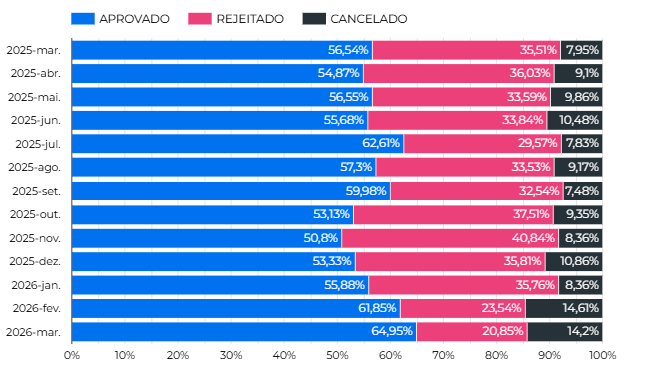 APROVADO REJEITADO CANCELADO
2025-mar. 56,54% 35,51% 7,95%
2025-abr. 54,87% 36,03% 9,1%
2025-mai. 56,55% 33,59% 9,86%
2025-jun. 55,68% 33,84% 10,48%
2025-jul. 62,61% 29,57% 7,83%
2025-ago. 57,3% 33,53% 9,17%
2025-set. 59,98% 32,54% 7,48%
2025-out. 53,13% 37,51% 9,35%
2025-nov. 50,8% 40,84% 8,36%
2025-dez. 53,33% 35,81% 10,86%
2026-jan. 55,88% 35,76% 8,36%
2026-fev. 61,85% 23,54% 14,61%
2026-mar. 64,95% 20,85% 14,2%
0% 10% 20% 30% 40% 50% 60% 70% 80% 90% 100%